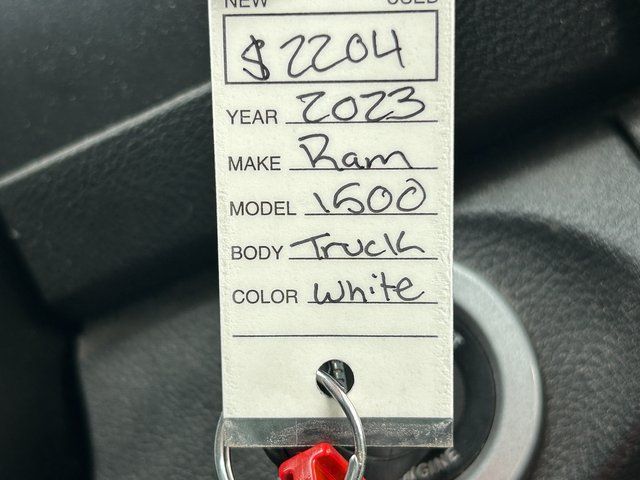 NEW USED
$2204
YEAR 2023
MAKE Ram
MODEL 1500
BODY Truck
COLOR White